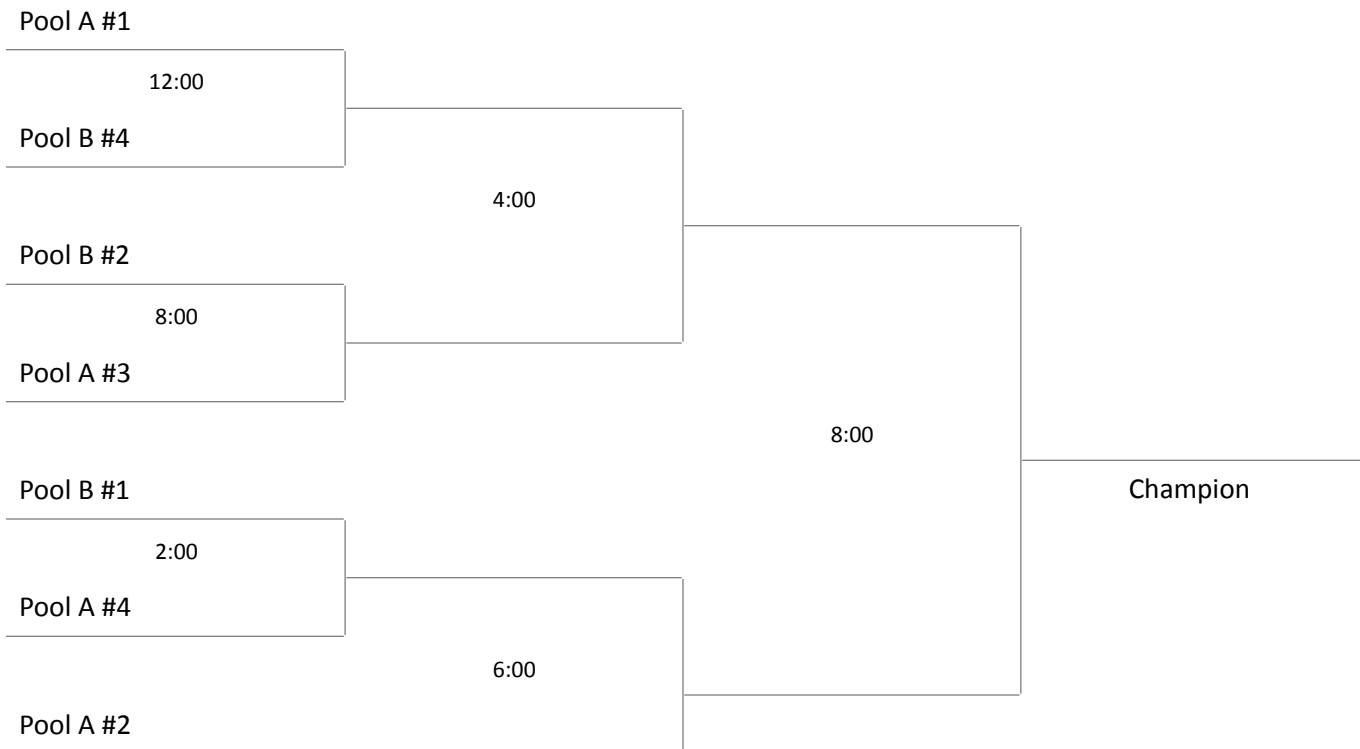 Pool A #1
12:00
Pool B #4
4:00
Pool B #2
8:00
Pool A #3
8:00
Pool B #1
Champion
2:00
Pool A #4
6:00
Pool A #2